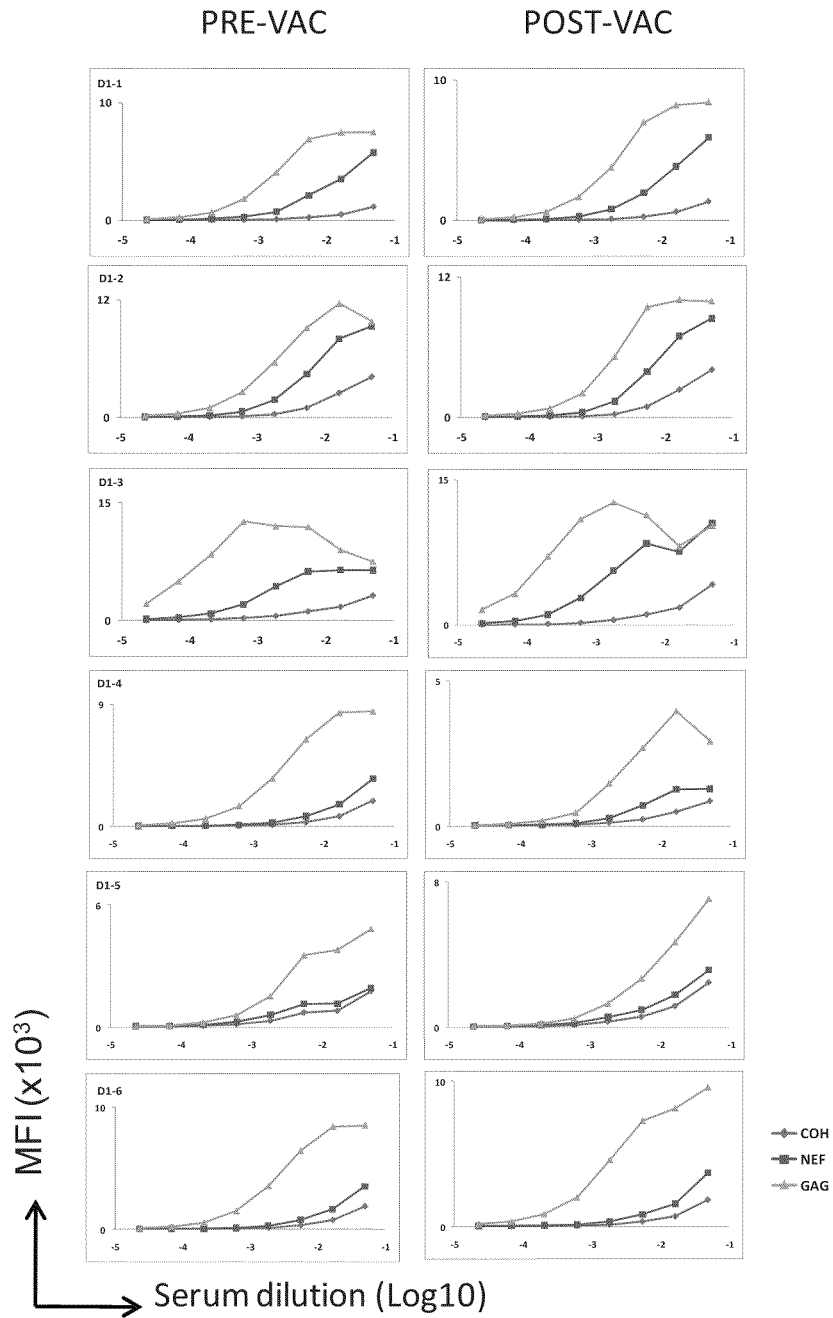 PRE-VAC POST-VAC
D1-1
10 10
0 0
-5 -4 -3 -2 -1 -5 -4 -3 -2 -1
D1-2
12 12
0 0
-5 -4 -3 -2 -1 -5 -4 -3 -2 -1
D1-3
15 15
0 0
-5 -4 -3 -2 -1 -5 -4 -3 -2 -1
D1-4
9 5
0 0
-5 -4 -3 -2 -1 -5 -4 -3 -2 -1
D1-5
6 8
0 0
-5 -4 -3 -2 -1 -5 -4 -3 -2 -1
D1-6
10 10
0 0
-5 -4 -3 -2 -1 -5 -4 -3 -2 -1
COH
NEF
GAG
MFI (x10³)
Serum dilution (Log10)